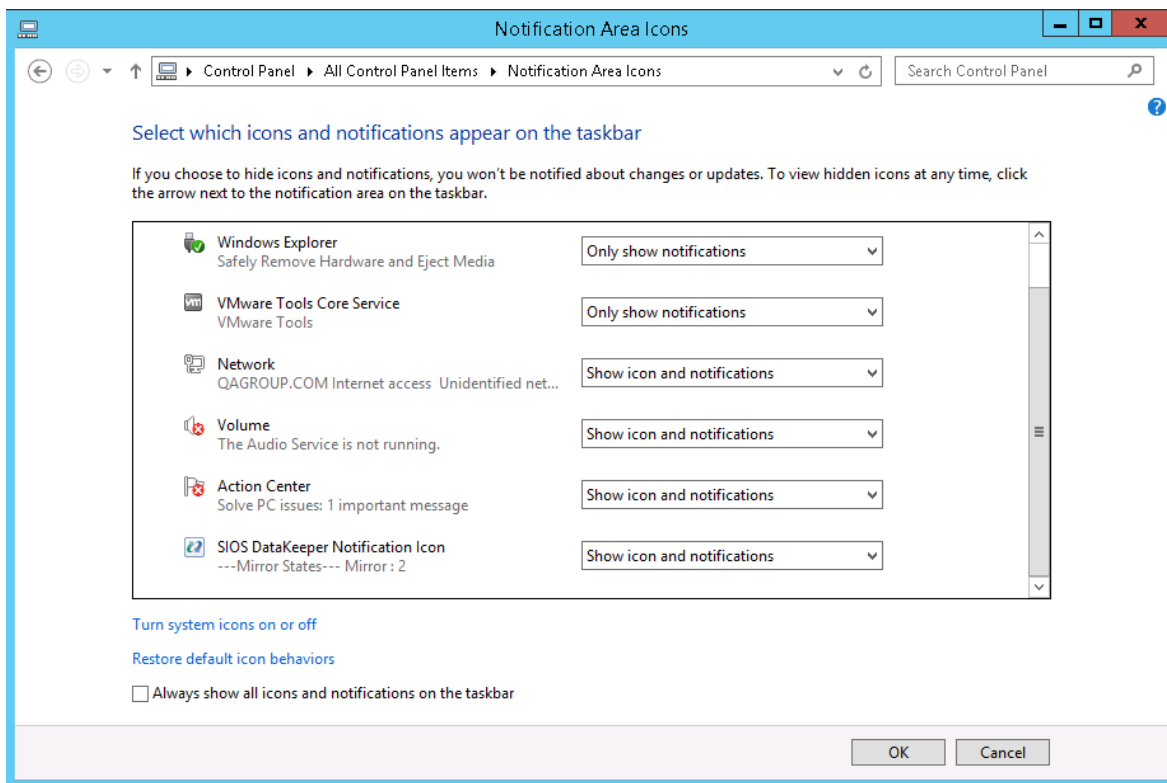 Notification Area Icons
Control Panel All Control Panel Items Notification Area Icons
Search Control Panel
Select which icons and notifications appear on the taskbar
If you choose to hide icons and notifications, you won't be notified about changes or updates. To view hidden icons at any time, click
the arrow next to the notification area on the taskbar.
Windows Explorer
Safely Remove Hardware and Eject Media
Only show notifications
vm
VMware Tools Core Service
VMware Tools
Only show notifications
Network
QAGROUP.COM Internet access Unidentified net...
Show icon and notifications
Volume
The Audio Service is not running.
Show icon and notifications
Action Center
Solve PC issues: 1 important message
Show icon and notifications
SIOS DataKeeper Notification Icon
---Mirror States--- Mirror : 2
Show icon and notifications
Turn system icons on or off
Restore default icon behaviors
Always show all icons and notifications on the taskbar
OK
Cancel